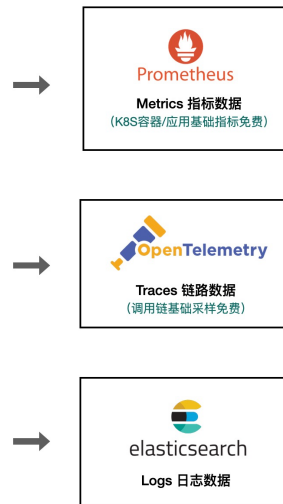 Prometheus
Metrics 指标数据
（K8S容器/应用基础指标免费）
OpenTelemetry
Traces 链路数据
（调用链基础采样免费）
elasticsearch
Logs 日志数据